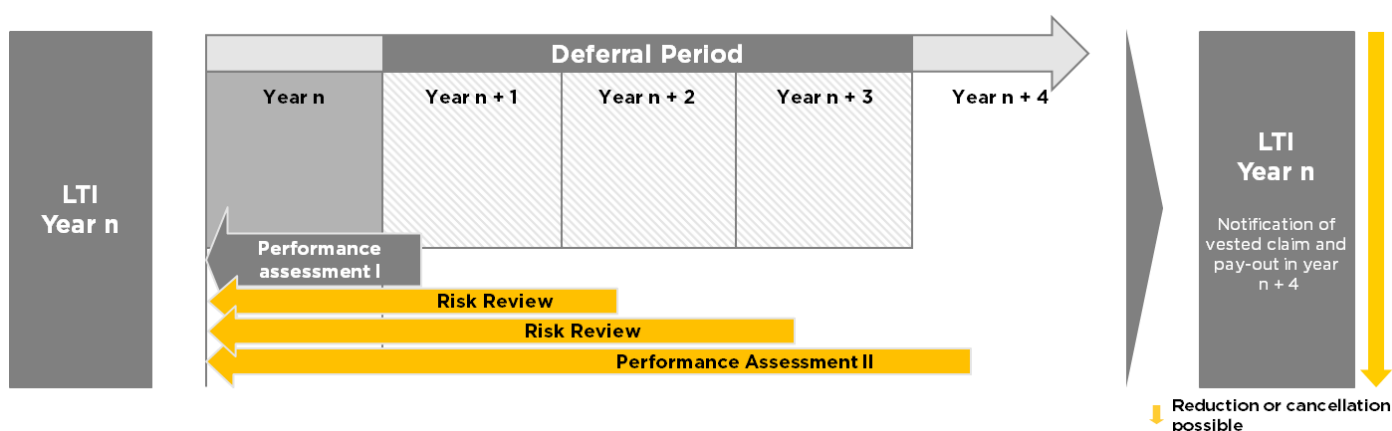 LTI
Year n
Deferral Period
Year n
Year n + 1
Year n + 2
Year n + 3
Year n + 4
Performance
assessment I
Risk Review
Risk Review
Performance Assessment II
LTI
Year n
Notification of
vested claim and
pay-out in year
n + 4
Reduction or cancellation
possible